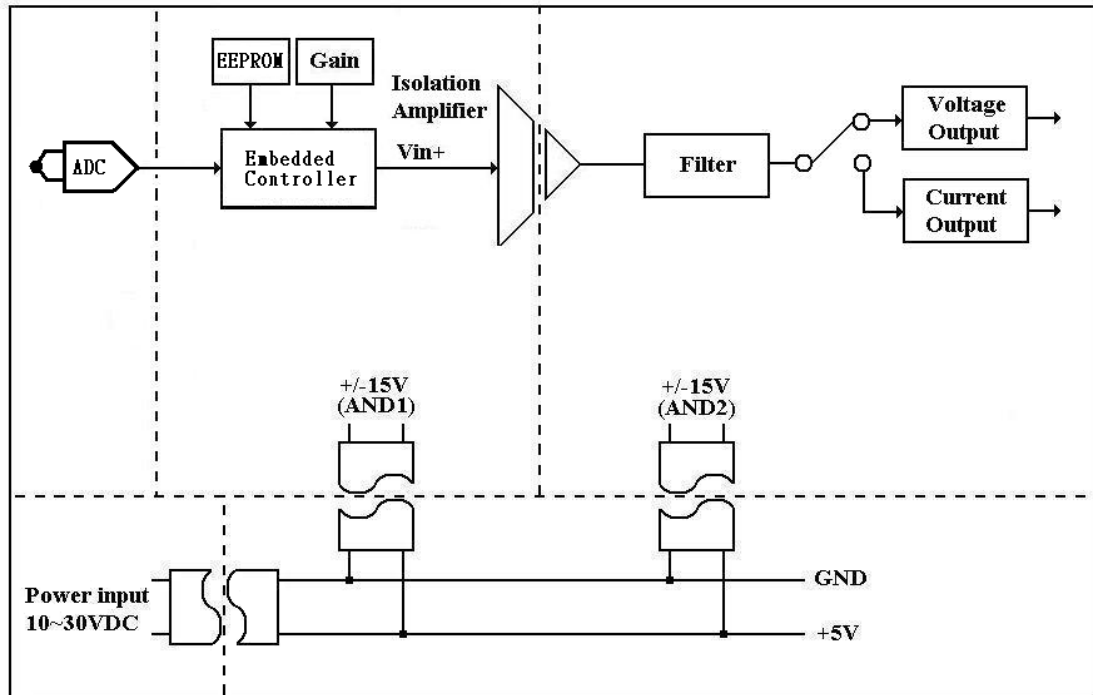 EEPROM
Gain
Isolation
Amplifier
ADC
Embedded
Controller
Vin+
Filter
Voltage
Output
Current
Output
+/-15V
(AND1)
+/-15V
(AND2)
Power input
10~30VDC
GND
+5V